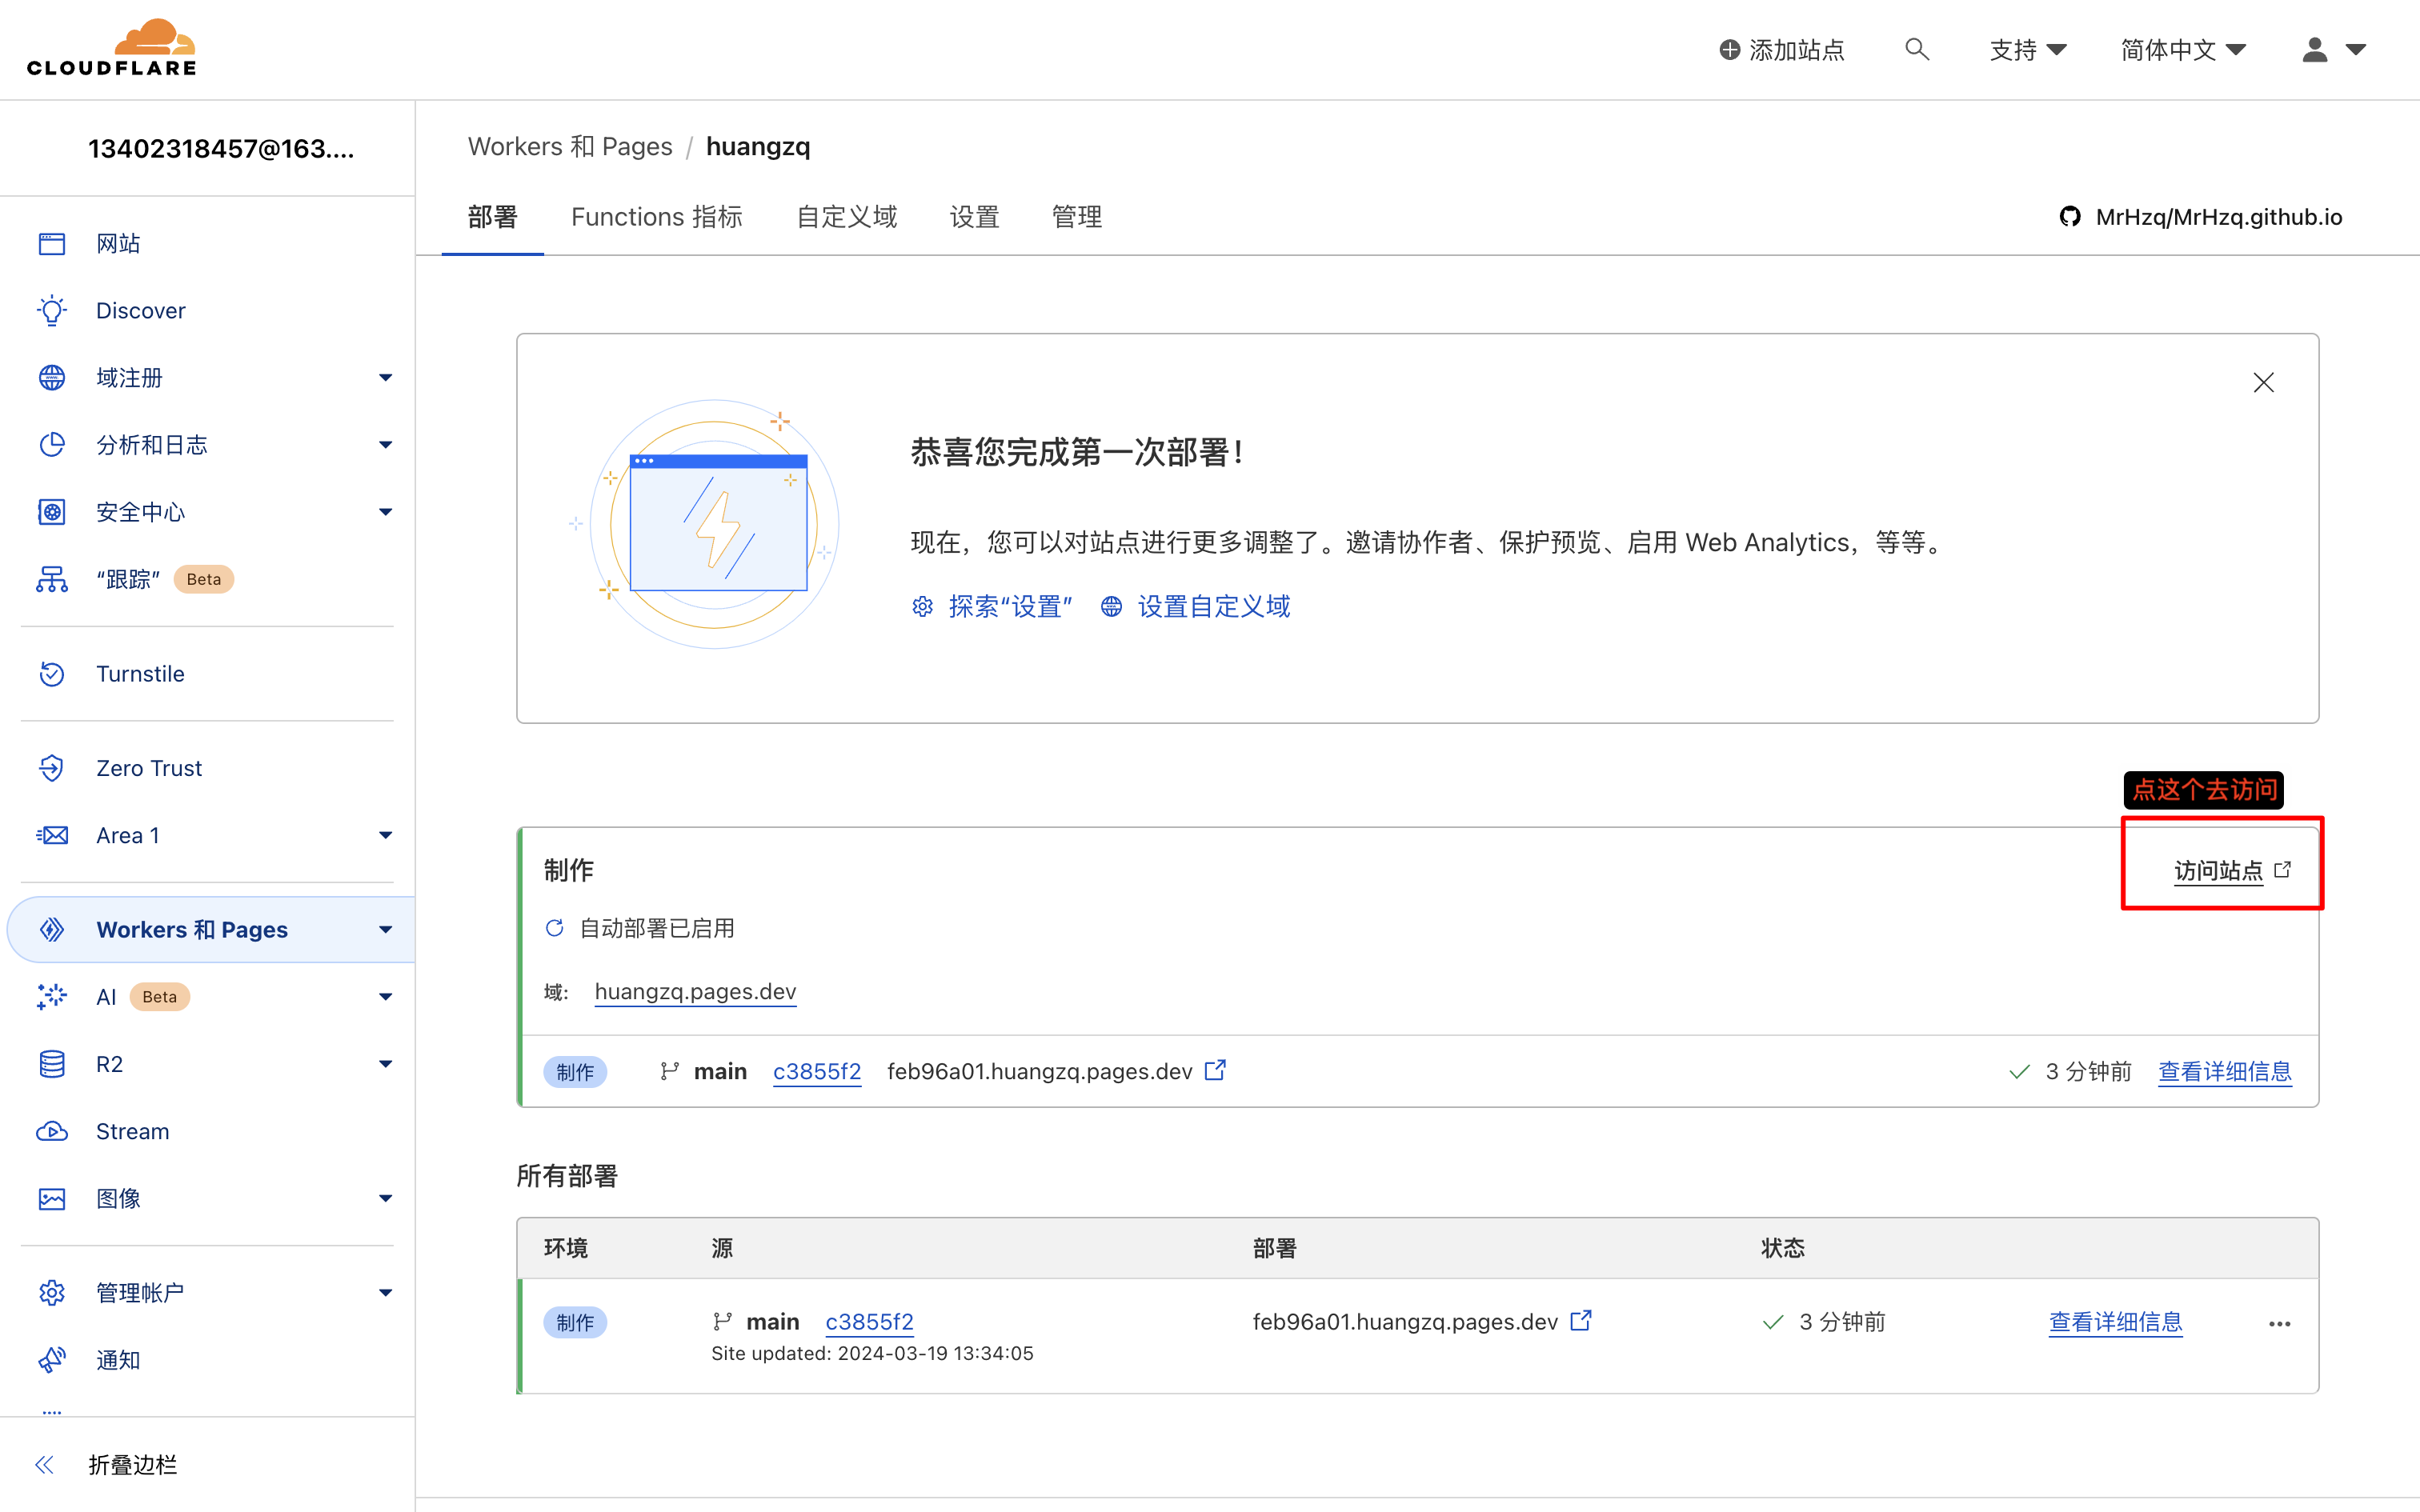 CLOUDFLARE
添加站点
支持
简体中文
13402318457@163....
网站
Discover
域注册
分析和日志
安全中心
“跟踪” Beta
Turnstile
Zero Trust
Area 1
Workers 和 Pages
AI Beta
R2
Stream
图像
管理帐户
通知
折叠边栏
Workers 和 Pages / huangzq
部署 Functions 指标 自定义域 设置 管理
MrHzq/MrHzq.github.io
恭喜您完成第一次部署！
现在，您可以对站点进行更多调整了。邀请协作者、保护预览、启用 Web Analytics，等等。
探索“设置” 设置自定义域
点这个去访问
制作 访问站点
自动部署已启用
域: huangzq.pages.dev
制作 main c3855f2 feb96a01.huangzq.pages.dev 3 分钟前 查看详细信息
所有部署
环境 源 部署 状态
制作 main c3855f2 feb96a01.huangzq.pages.dev 3 分钟前 查看详细信息
Site updated: 2024-03-19 13:34:05